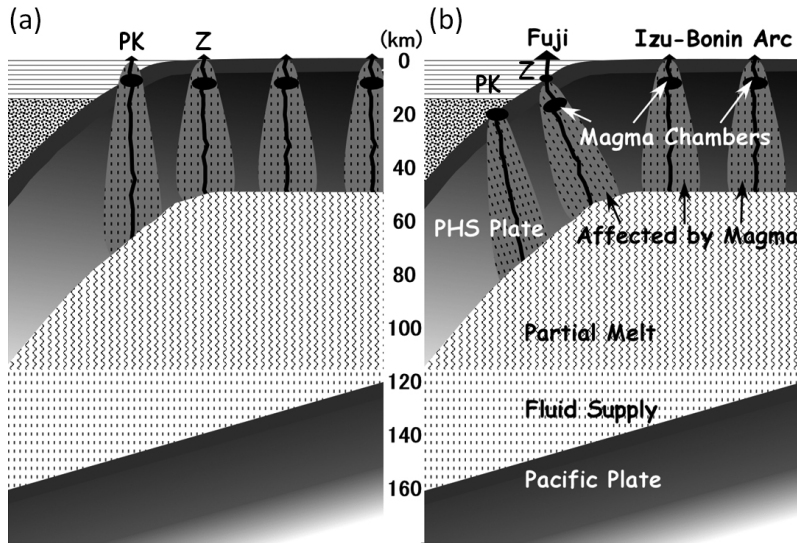 (a)
PK
Z
(km)
0
20
40
60
80
100
120
140
160
(b)
Fuji
Izu-Bonin Arc
Z
PK
Magma Chambers
PHS Plate
Affected by Magma
Partial Melt
Fluid Supply
Pacific Plate